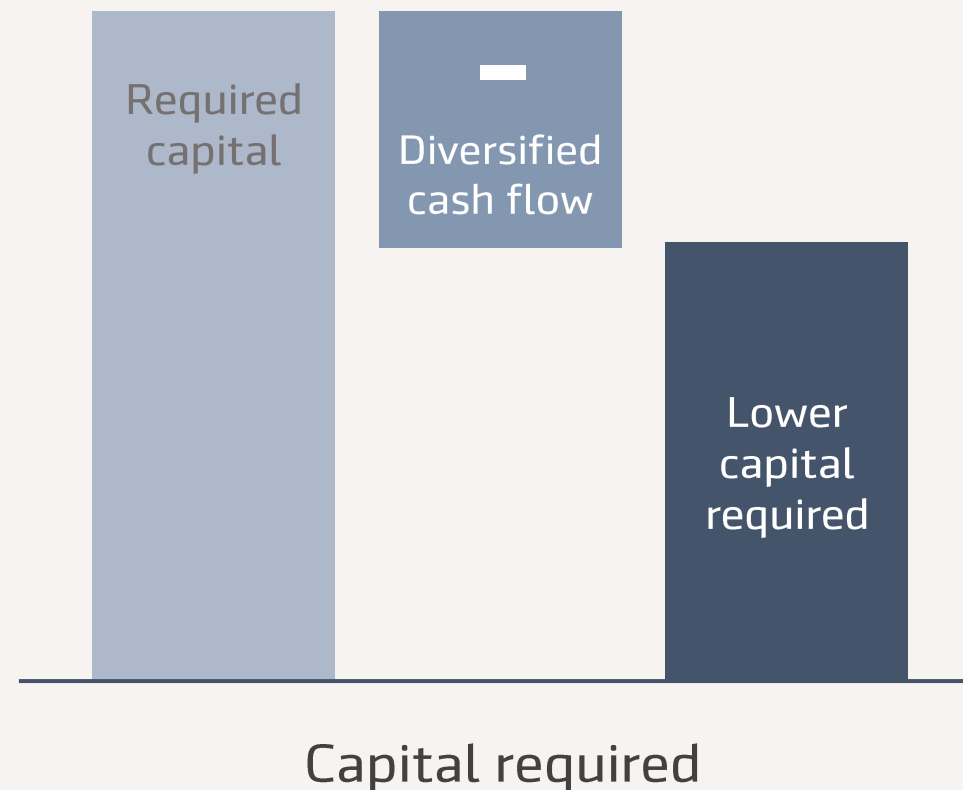 Required
capital
Diversified
cash flow
Lower
capital
required
Capital required